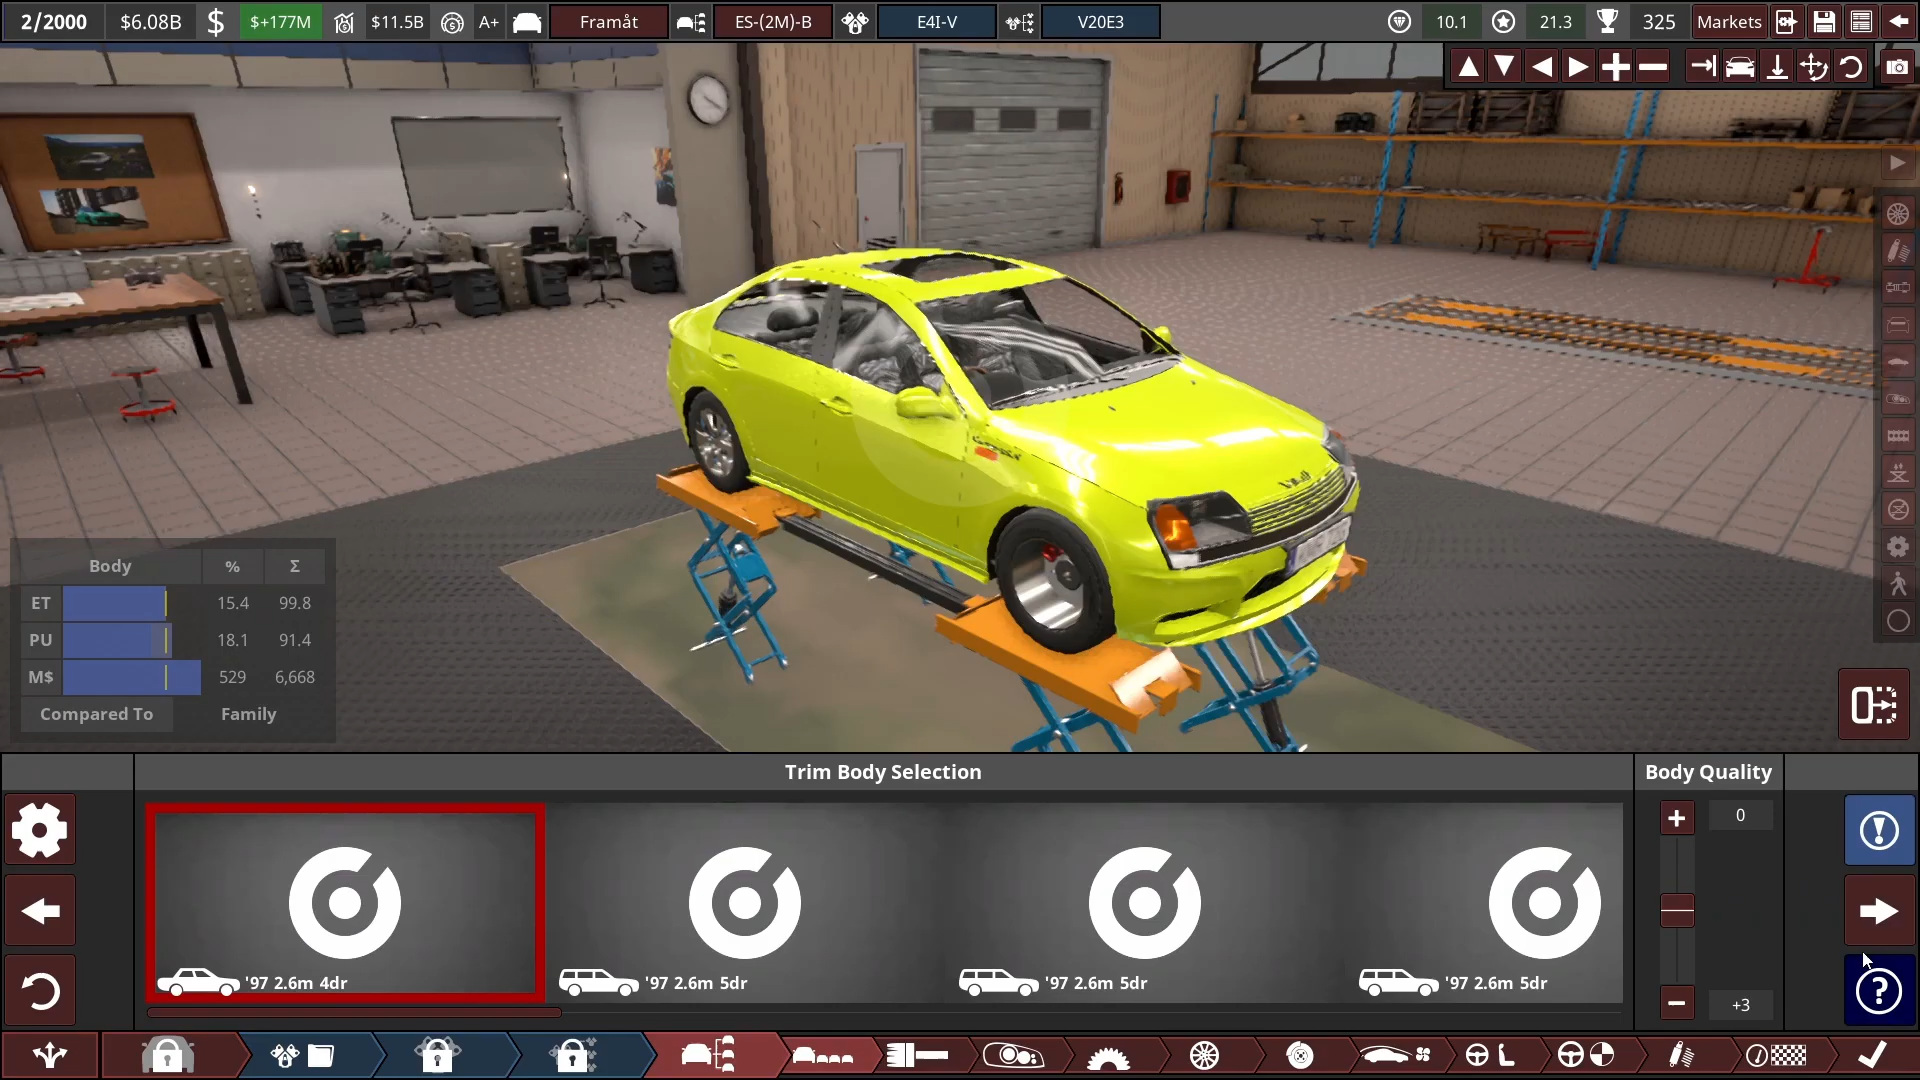 2/2000 $6.08B $+177M $11.5B A+ Framåt ES-(2M)-B E4I-V V20E3 10.1 21.3 325 Markets
Body % Σ
ET 15.4 99.8
PU 18.1 91.4
M$ 529 6,668
Compared To Family
Trim Body Selection
Body Quality
0
+3
'97 2.6m 4dr
'97 2.6m 5dr
'97 2.6m 5dr
'97 2.6m 5dr